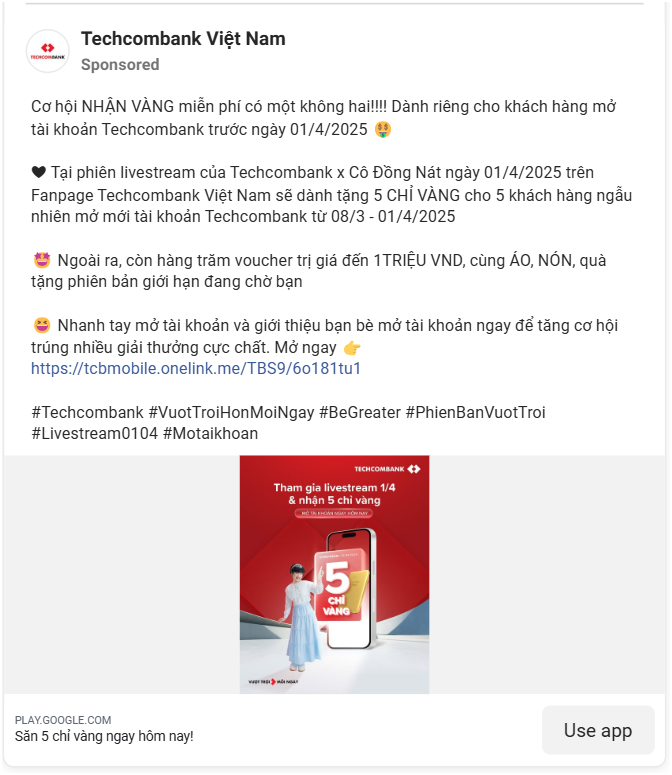 TECHCOMBANK
Techcombank Việt Nam
Sponsored
Cơ hội NHẬN VÀNG miễn phí có một không hai!!!! Dành riêng cho khách hàng mở
tài khoản Techcombank trước ngày 01/4/2025 🤑
🖤 Tại phiên livestream của Techcombank x Cô Đồng Nát ngày 01/4/2025 trên
Fanpage Techcombank Việt Nam sẽ dành tặng 5 CHỈ VÀNG cho 5 khách hàng ngẫu
nhiên mở mới tài khoản Techcombank từ 08/3 - 01/4/2025
🤩 Ngoài ra, còn hàng trăm voucher trị giá đến 1TRIỆU VND, cùng ÁO, NÓN, quà
tặng phiên bản giới hạn đang chờ bạn
😆 Nhanh tay mở tài khoản và giới thiệu bạn bè mở tài khoản ngay để tăng cơ hội
trúng nhiều giải thưởng cực chất. Mở ngay 👉
https://tcbmobile.onelink.me/TBS9/6o181tu1
#Techcombank #VuotTroiHonMoiNgay #BeGreater #PhienBanVuotTroi
#Livestream0104 #Motaikhoan
TECHCOMBANK
Tham gia livestream 1/4
& nhận 5 chỉ vàng
MỞ TÀI KHOẢN NGAY HÔM NAY
5
CHỈ
VÀNG
VƯỢT TRỘI MỖI NGÀY
PLAY.GOOGLE.COM
Săn 5 chỉ vàng ngay hôm nay!
Use app